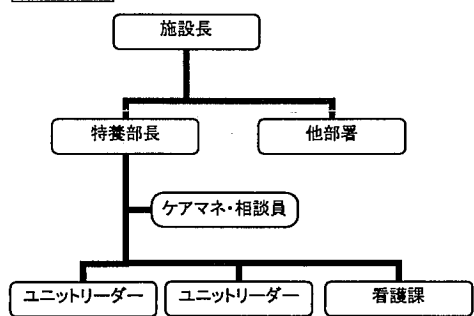 施設長
特養部長
他部署
ケアマネ・相談員
ユニットリーダー
ユニットリーダー
看護課